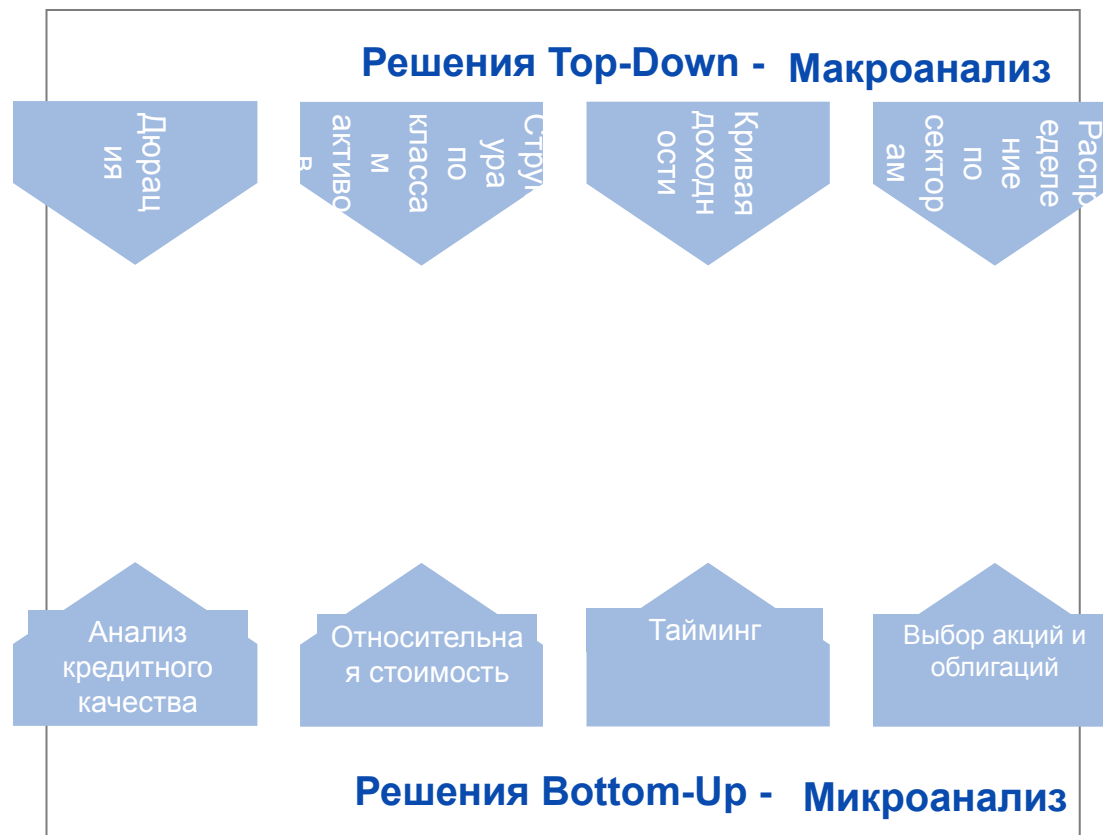 Решения Top-Down - Макроанализ
Дюрац
ия
Струк
ура
по
класса
м
активо
в
Кривая
доходн
ости
Распр
еделе
ние
по
сектор
ам
Анализ
кредитного
качества
Относительна
я стоимость
Тайминг
Выбор акций и
облигаций
Решения Bottom-Up - Микроанализ